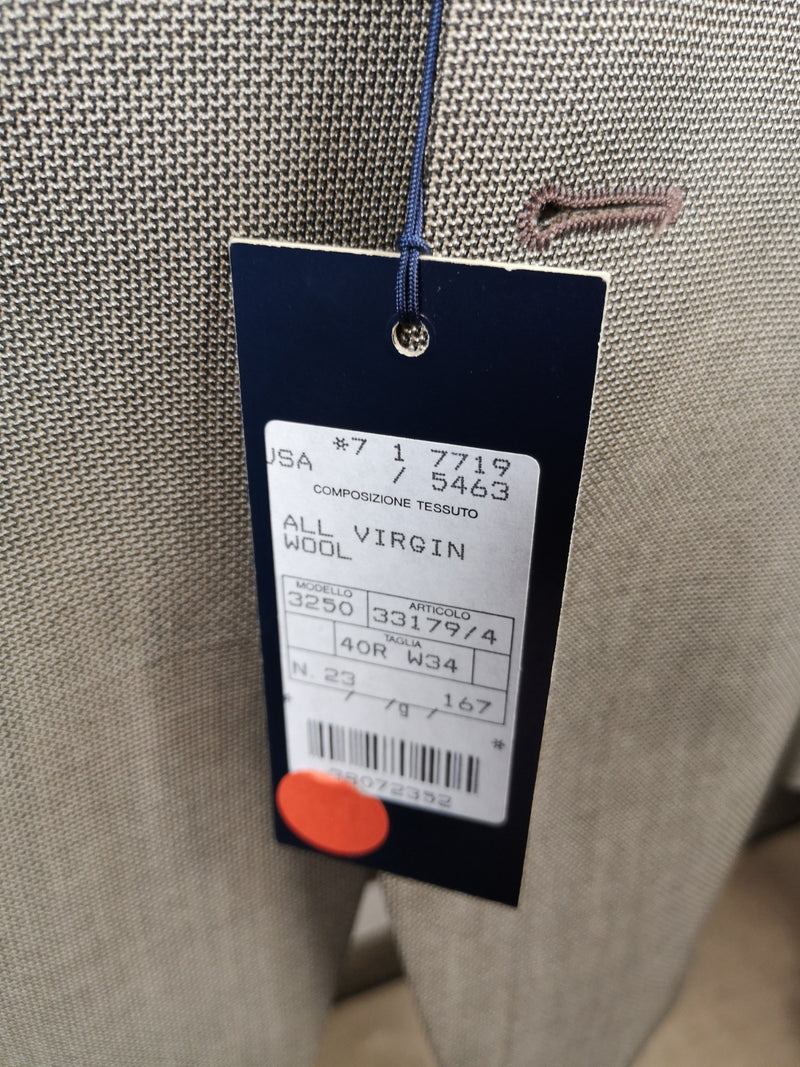 *7 1 7719
USA / 5463
COMPOSIZIONE TESSUTO
ALL VIRGIN
WOOL
MODELLO ARTICOLO
3250 33179/4
TAGLIA
40R W34
N. 23 167
/ /g /
*
38072352